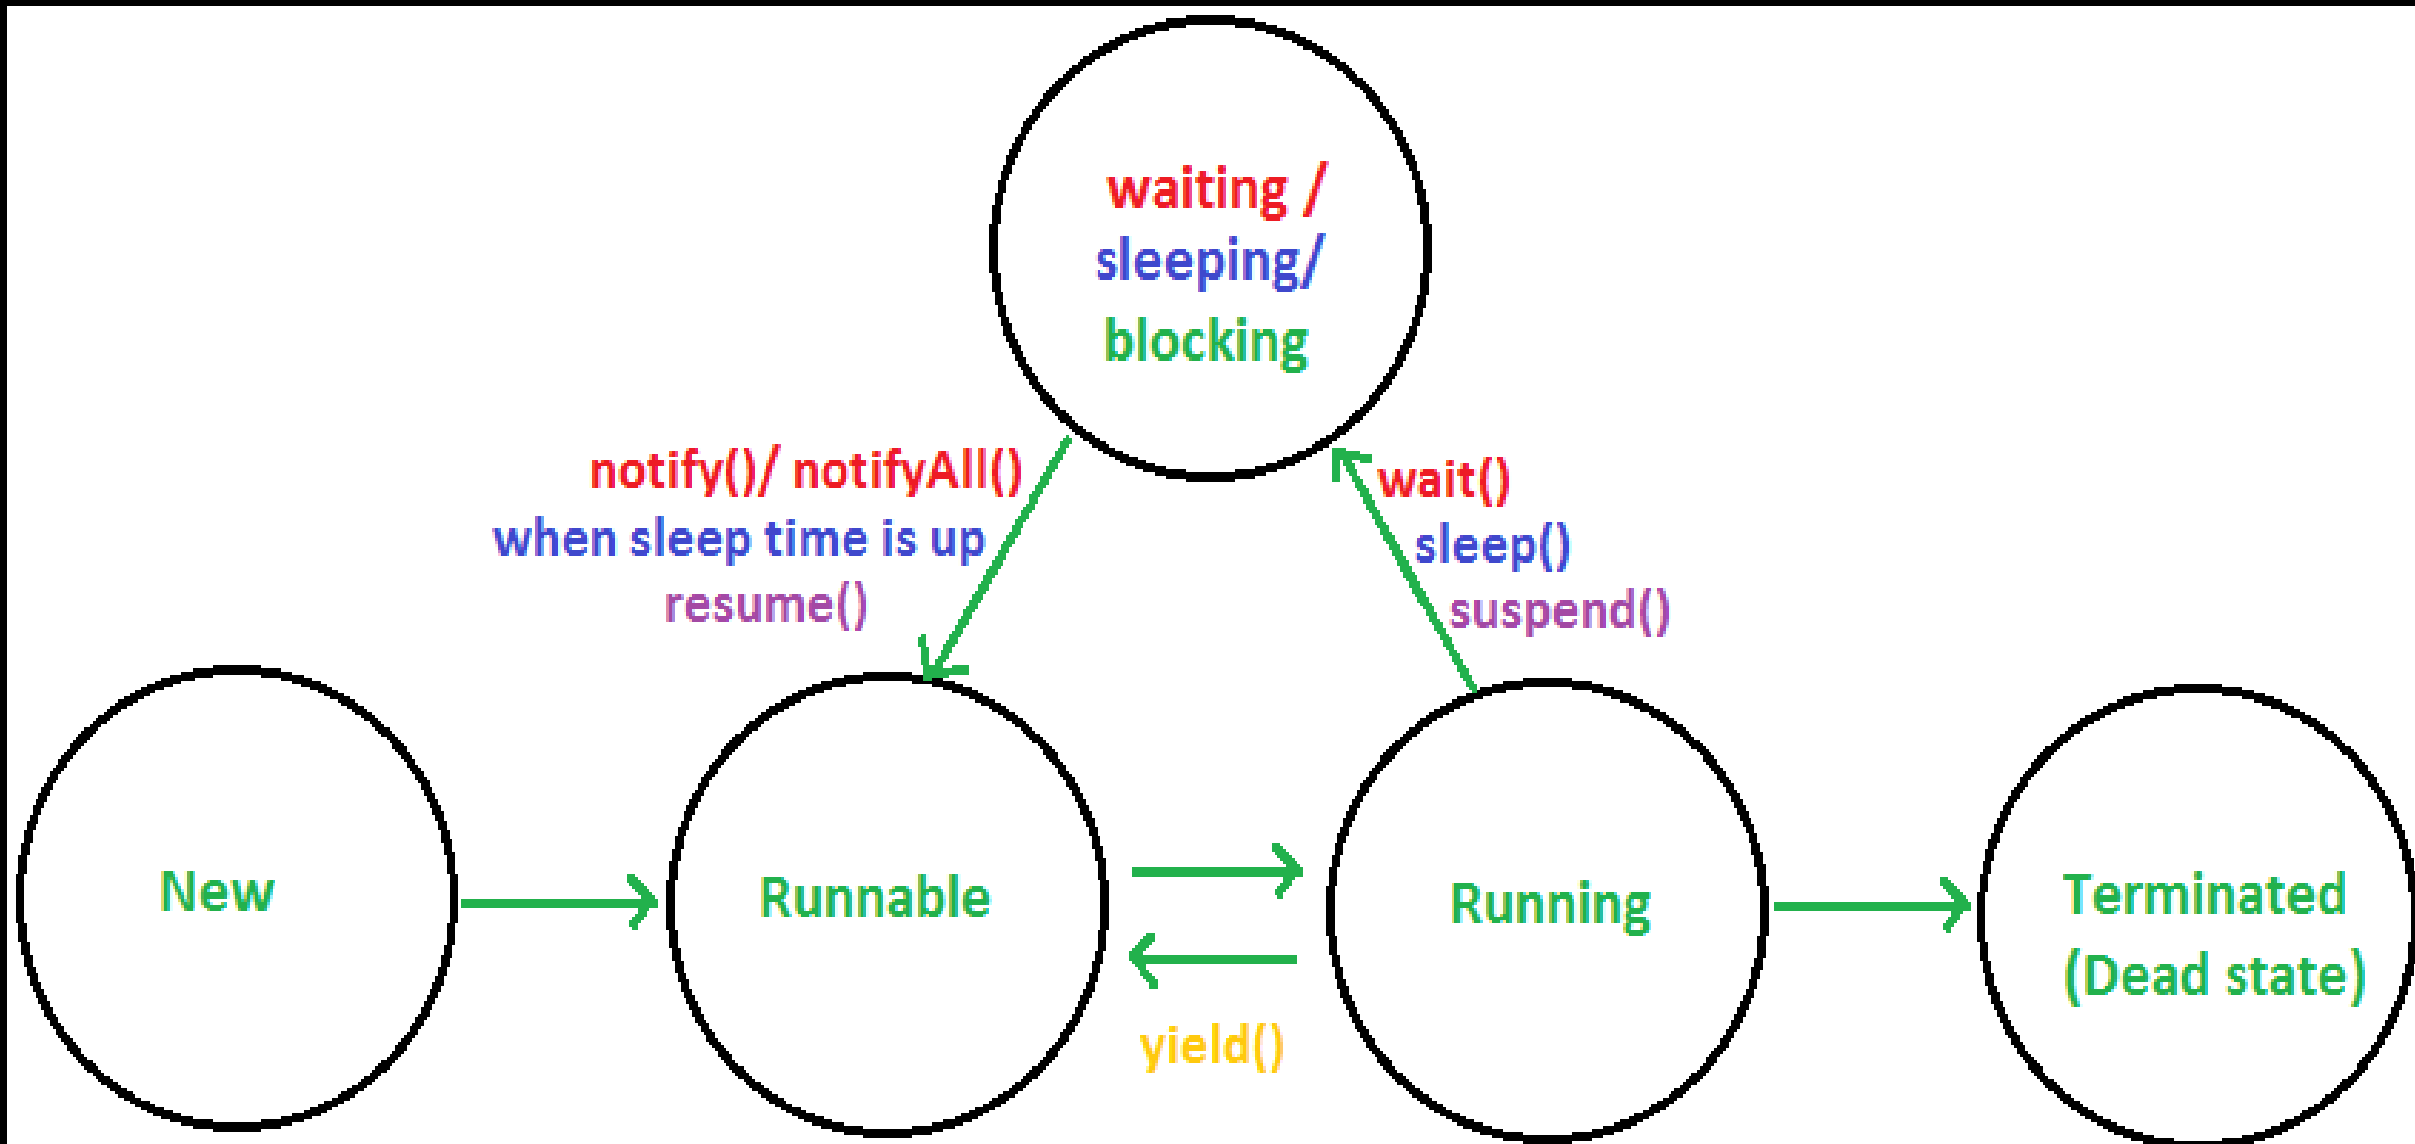 waiting /
sleeping/
blocking
notify()/ notifyAll()
when sleep time is up
resume()
wait()
sleep()
suspend()
New
Runnable
Running
Terminated
(Dead state)
yield()